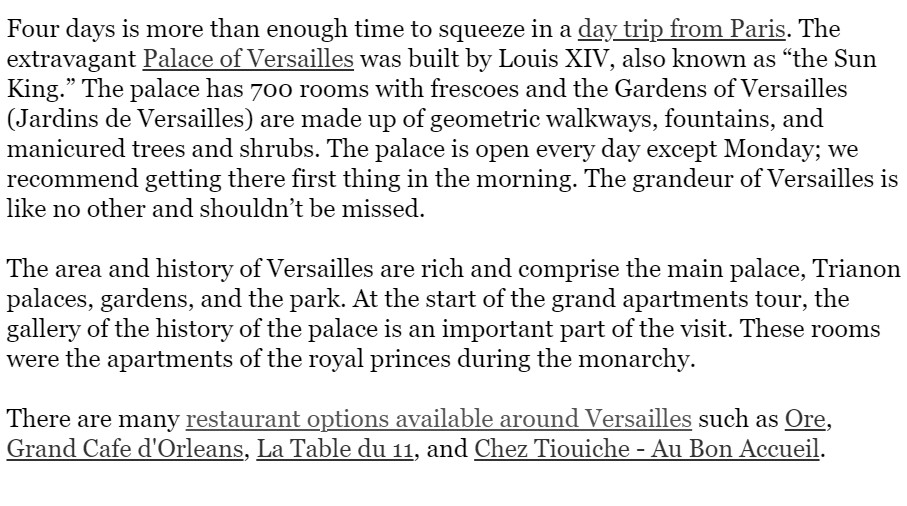 Four days is more than enough time to squeeze in a day trip from Paris. The
extravagant Palace of Versailles was built by Louis XIV, also known as “the Sun
King.” The palace has 700 rooms with frescoes and the Gardens of Versailles
(Jardins de Versailles) are made up of geometric walkways, fountains, and
manicured trees and shrubs. The palace is open every day except Monday; we
recommend getting there first thing in the morning. The grandeur of Versailles is
like no other and shouldn’t be missed.
The area and history of Versailles are rich and comprise the main palace, Trianon
palaces, gardens, and the park. At the start of the grand apartments tour, the
gallery of the history of the palace is an important part of the visit. These rooms
were the apartments of the royal princes during the monarchy.
There are many restaurant options available around Versailles such as Ore,
Grand Cafe d'Orleans, La Table du 11, and Chez Tiouiche - Au Bon Accueil.